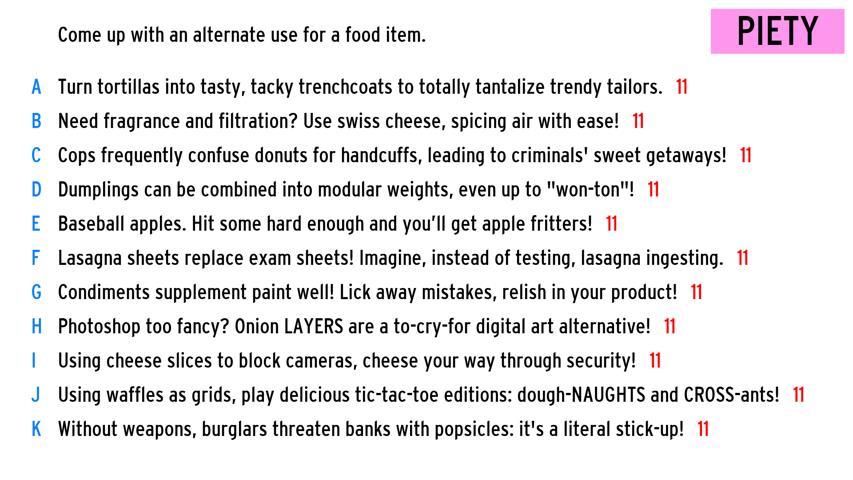 Come up with an alternate use for a food item.
PIETY
A Turn tortillas into tasty, tacky trenchcoats to totally tantalize trendy tailors. 11
B Need fragrance and filtration? Use swiss cheese, spicing air with ease! 11
C Cops frequently confuse donuts for handcuffs, leading to criminals' sweet getaways! 11
D Dumplings can be combined into modular weights, even up to "won-ton"! 11
E Baseball apples. Hit some hard enough and you’ll get apple fritters! 11
F Lasagna sheets replace exam sheets! Imagine, instead of testing, lasagna ingesting. 11
G Condiments supplement paint well! Lick away mistakes, relish in your product! 11
H Photoshop too fancy? Onion LAYERS are a to-cry-for digital art alternative! 11
I Using cheese slices to block cameras, cheese your way through security! 11
J Using waffles as grids, play delicious tic-tac-toe editions: dough-NAUGHTS and CROSS-ants! 11
K Without weapons, burglars threaten banks with popsicles: it's a literal stick-up! 11